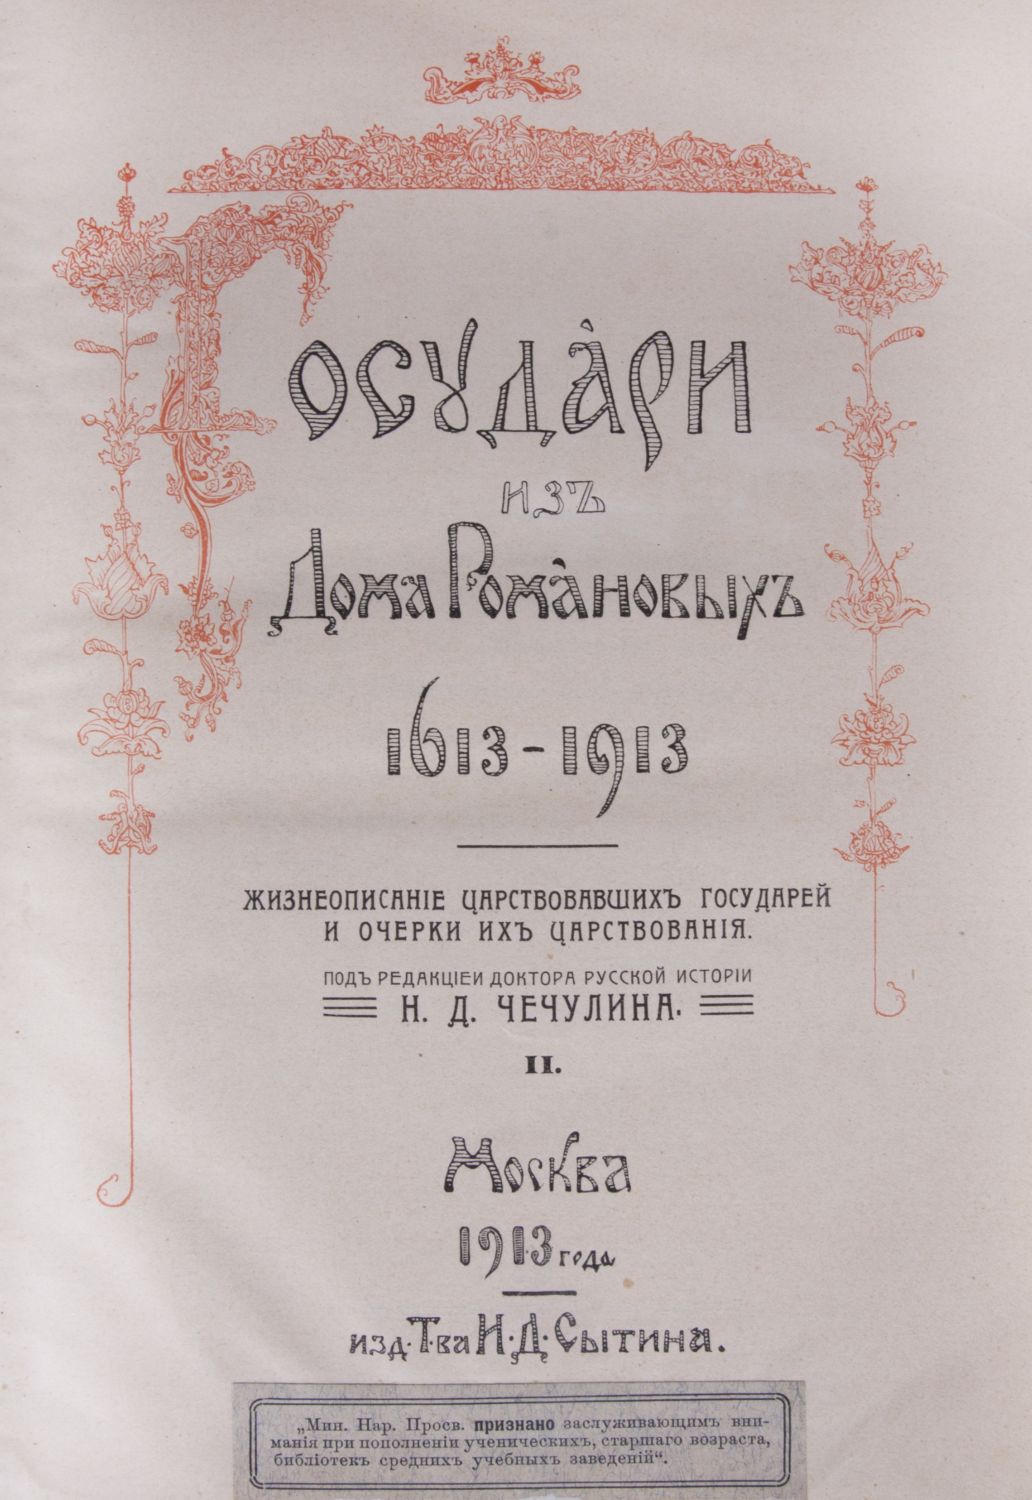 Государи
изъ
Дома Романовыхъ
1613-1913
ЖИЗНЕОПИСАНІЕ ЦАРСТВОВАВШИХЪ ГОСУДАРЕЙ
И ОЧЕРКИ ИХЪ ЦАРСТВОВАНІЯ.
ПОДЪ РЕДАКЦІЕИ ДОКТОРА РУССКОЙ ИСТОРІИ
Н. Д. ЧЕЧУЛИНА.
II.
Москва
1913 года
изд. Т-ва И.Д. Сытина.
„Мин. Нар. Просв. признано заслуживающимъ вни-
манія при пополненіи ученическихъ, старшаго возраста,
библіотекъ среднихъ учебныхъ заведеній“.